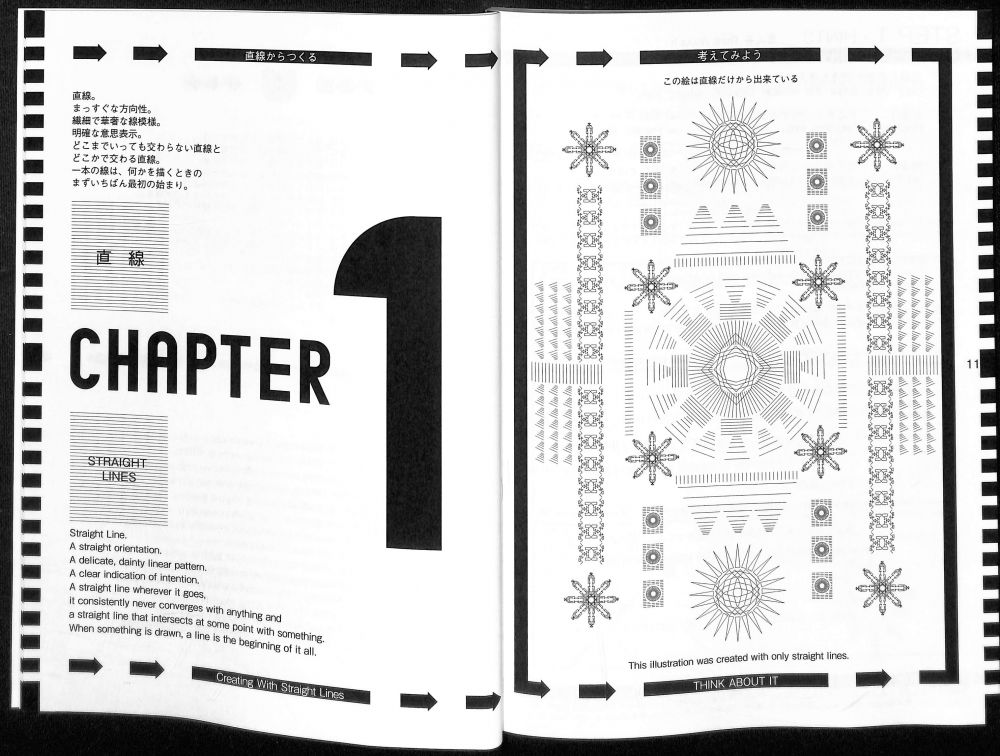 直線からつくる
直線。
まっすぐな方向性。
繊細で華奢な線模様。
明確な意思表示。
どこまでいっても交わらない直線と
どこかで交わる直線。
一本の線は、何かを描くときの
まずいちばん最初の始まり。
直 線
CHAPTER
1
STRAIGHT
LINES
Straight Line.
A straight orientation.
A delicate, dainty linear pattern.
A clear indication of intention,
A straight line wherever it goes,
it consistently never converges with anything and
a straight line that intersects at some point with something.
When something is drawn, a line is the beginning of it all.
Creating With Straight Lines
考えてみよう
この絵は直線だけから出来ている
11
This illustration was created with only straight lines.
THINK ABOUT IT